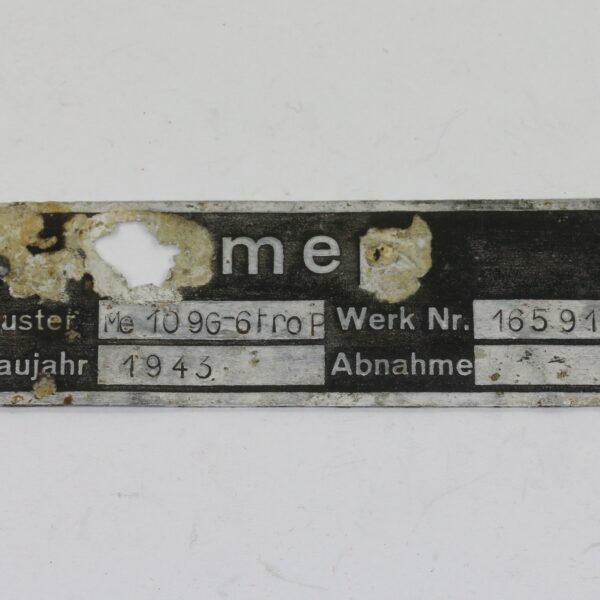 me
uster Me 109G-6trop Werk Nr. 16591
aujahr 1943 Abnahme